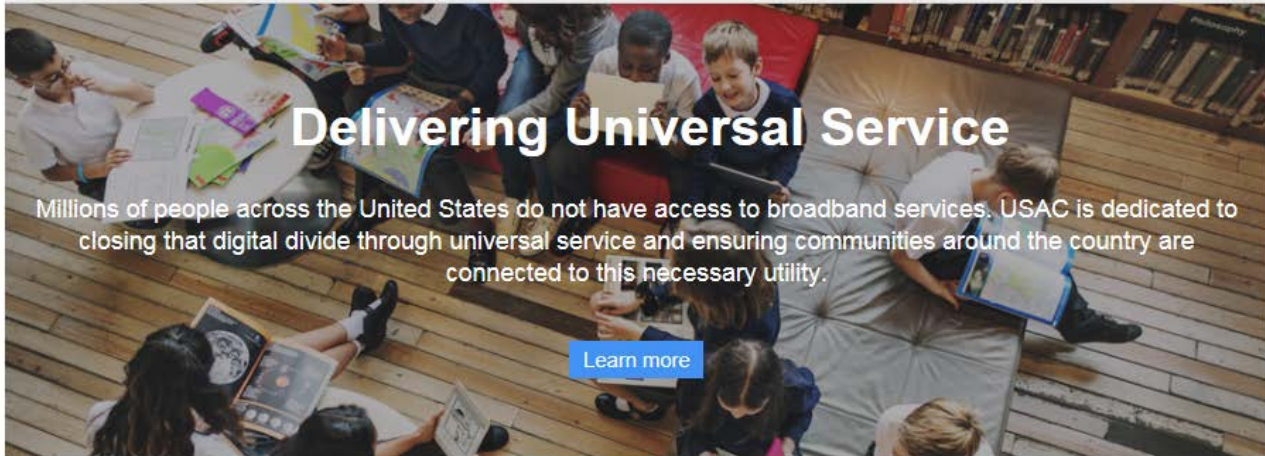 Philosophy
Delivering Universal Service
Millions of people across the United States do not have access to broadband services. USAC is dedicated to
closing that digital divide through universal service and ensuring communities around the country are
connected to this necessary utility.
Learn more